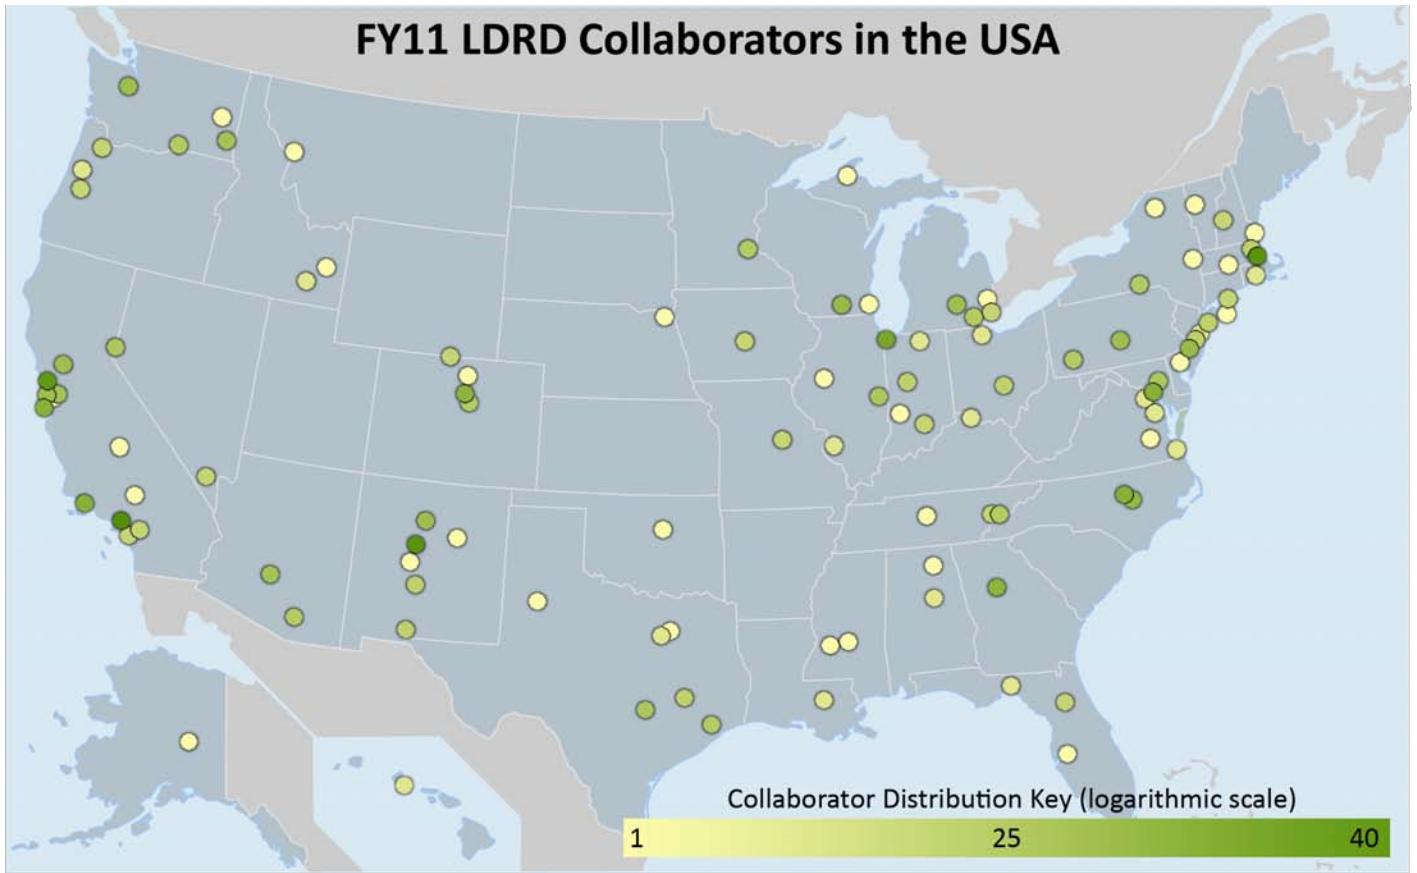 FY11 LDRD Collaborators in the USA
Collaborator Distribution Key (logarithmic scale)
1 25 40